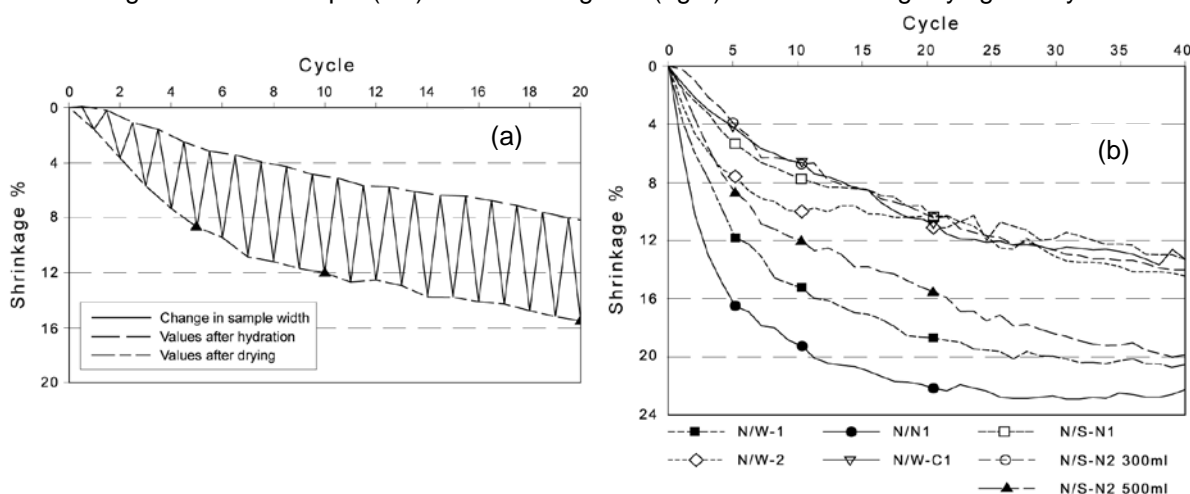 Cycle
0 2 4 6 8 10 12 14 16 18 20
0
4
8
12
16
20
Shrinkage %
(a)
Change in sample width
Values after hydration
Values after drying
Cycle
0 5 10 15 20 25 30 35 40
0
4
8
12
16
20
24
Shrinkage %
(b)
N/W-1 N/N1 N/S-N1
N/W-2 N/W-C1 N/S-N2 300ml
N/S-N2 500ml